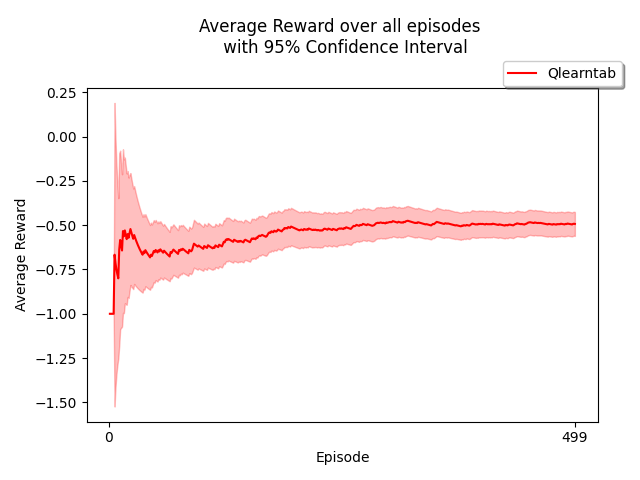 Average Reward over all episodes
with 95% Confidence Interval
Qlearntab
0.25
0.00
−0.25
−0.50
−0.75
−1.00
−1.25
−1.50
Average Reward
0
499
Episode